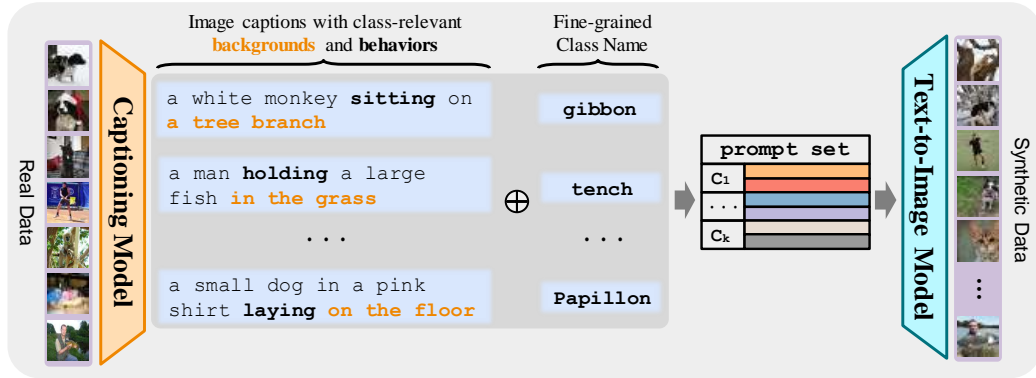 Image captions with class-relevant
backgrounds and behaviors
Fine-grained
Class Name
Real Data
Captioning Model
a white monkey sitting on
a tree branch
gibbon
a man holding a large
fish in the grass
tench
...
...
a small dog in a pink
shirt laying on the floor
Papillon
⊕
prompt set
C1
...
Ck
Text-to-Image Model
...
Synthetic Data